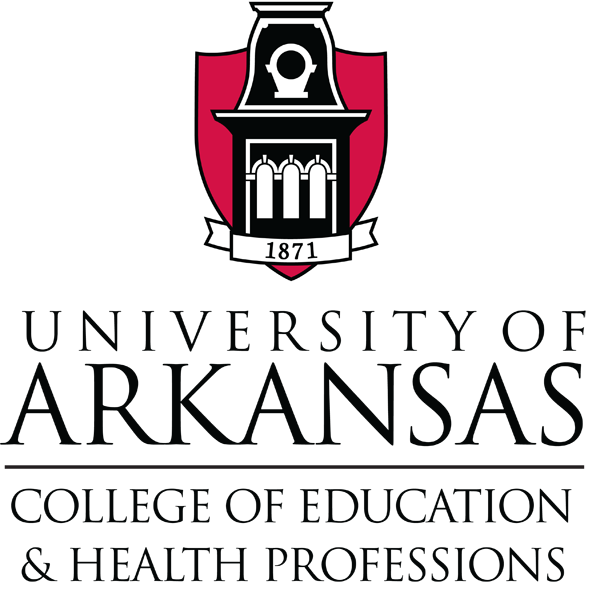 1871
UNIVERSITY OF
ARKANSAS
COLLEGE OF EDUCATION
& HEALTH PROFESSIONS